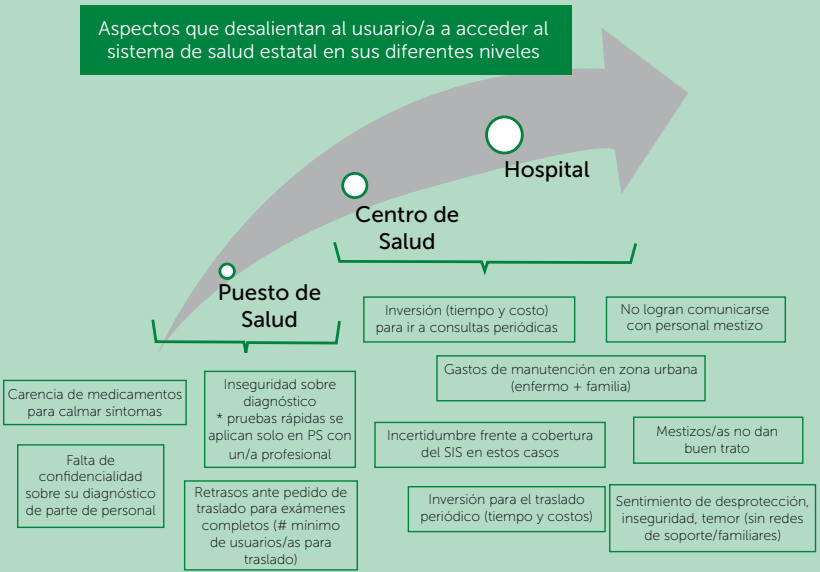 Aspectos que desalientan al usuario/a a acceder al
sistema de salud estatal en sus diferentes niveles
Hospital
Centro de
Salud
Puesto de
Salud
Carencia de medicamentos
para calmar síntomas
Inseguridad sobre
diagnóstico
* pruebas rápidas se
aplican solo en PS con
un/a profesional
Falta de
confidencialidad
sobre su diagnóstico
de parte de personal
Retrasos ante pedido de
traslado para exámenes
completos (# mínimo
de usuarios/as para
traslado)
Inversión (tiempo y costo)
para ir a consultas periódicas
No logran comunicarse
con personal mestizo
Gastos de manutención en zona urbana
(enfermo + familia)
Incertidumbre frente a cobertura
del SIS en estos casos
Mestizos/as no dan
buen trato
Inversión para el traslado
periódico (tiempo y costos)
Sentimiento de desprotección,
inseguridad, temor (sin redes
de soporte/familiares)